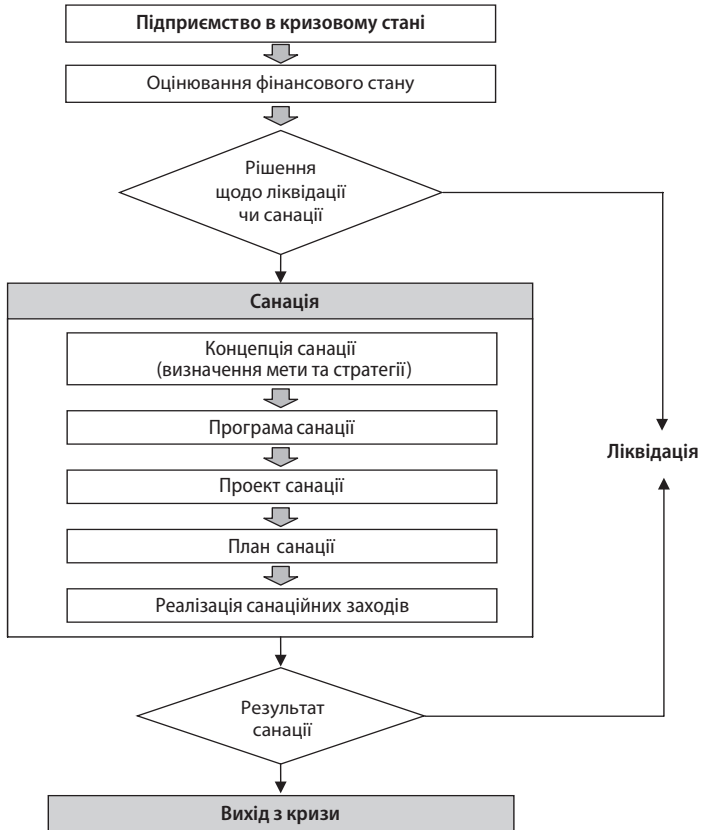 Підприємство в кризовому стані
Оцінювання фінансового стану
Рішення
щодо ліквідації
чи санації
Санація
Концепція санації
(визначення мети та стратегії)
Програма санації
Ліквідація
Проект санації
План санації
Реалізація санаційних заходів
Результат
санації
Вихід з кризи